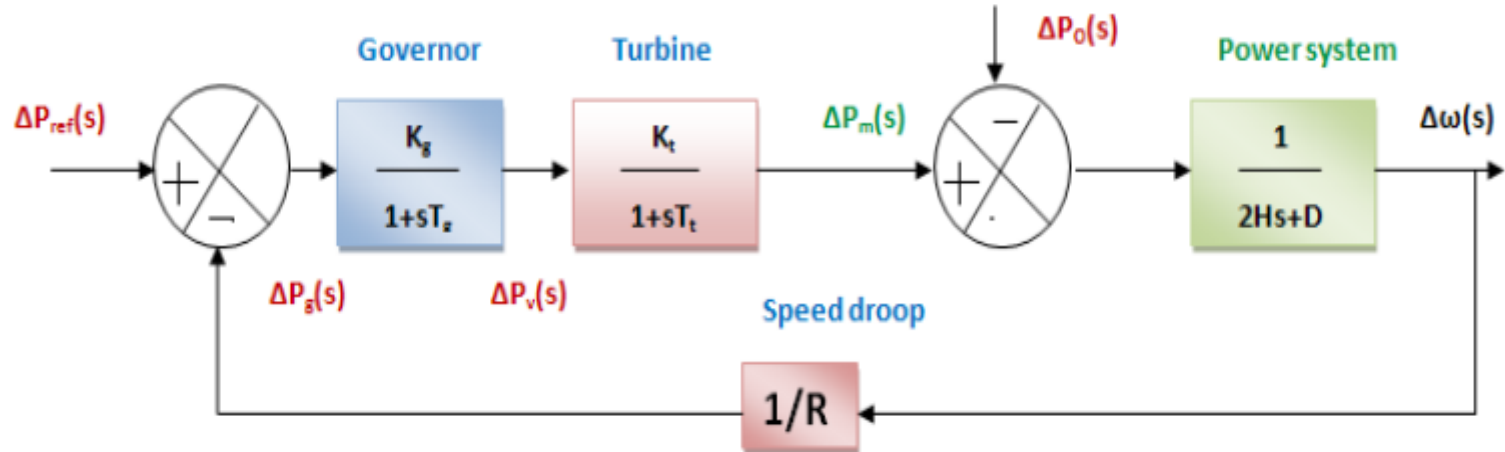 ΔP₀(s)
Governor
Turbine
Power system
ΔPref(s)
Kg
1+sTg
Kt
1+sTt
ΔPm(s)
1
2Hs+D
Δω(s)
+
−
−
+
ΔPg(s)
ΔPv(s)
Speed droop
1/R